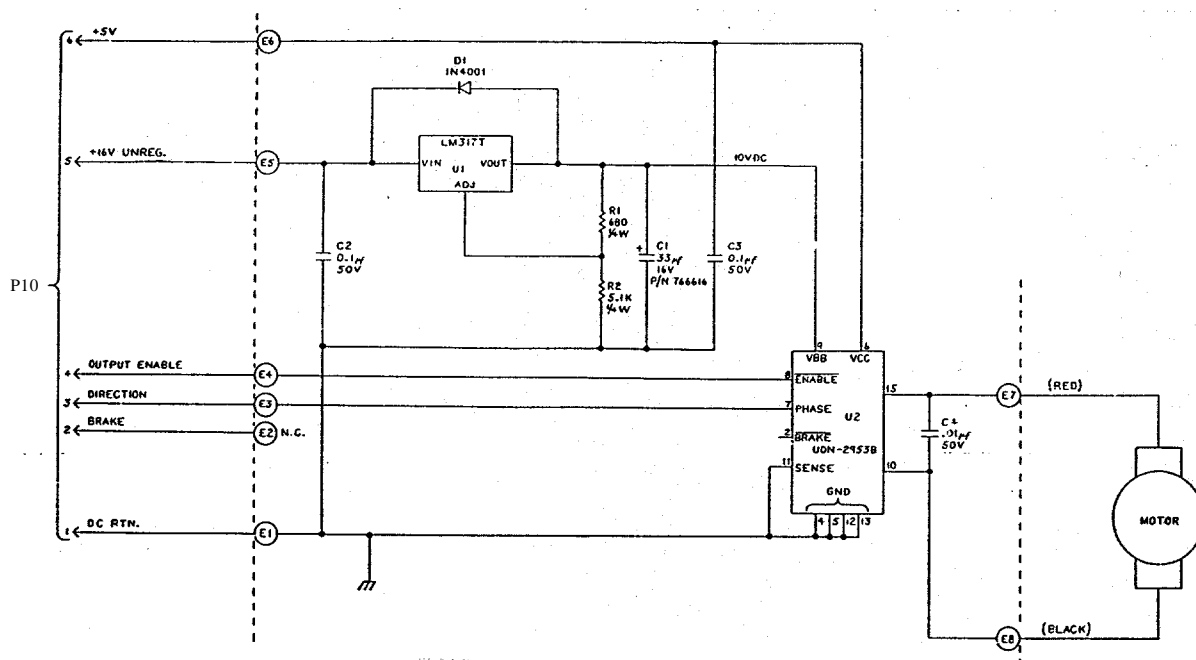 6 +5V E6
D1
1N4001
5 +16V UNREG. E5
LM317T
VIN U1 VOUT
ADJ
10VDC
R1
680
¼W
C2
0.1µf
50V
R2
5.1K
¼W
C1
+ 33µf
16V
P/N 766616
C3
0.1µf
50V
P10
9 6
VBB VCC
4 OUTPUT ENABLE E4
8 ENABLE
3 DIRECTION E3
7 PHASE
2 BRAKE E2 N.C.
2 BRAKE
U2
UDN-2953B
11 SENSE
GND
4 5 12 13
15
10
C4
.01µf
50V
E7 (RED)
MOTOR
1 DC RTN. E1
E8 (BLACK)